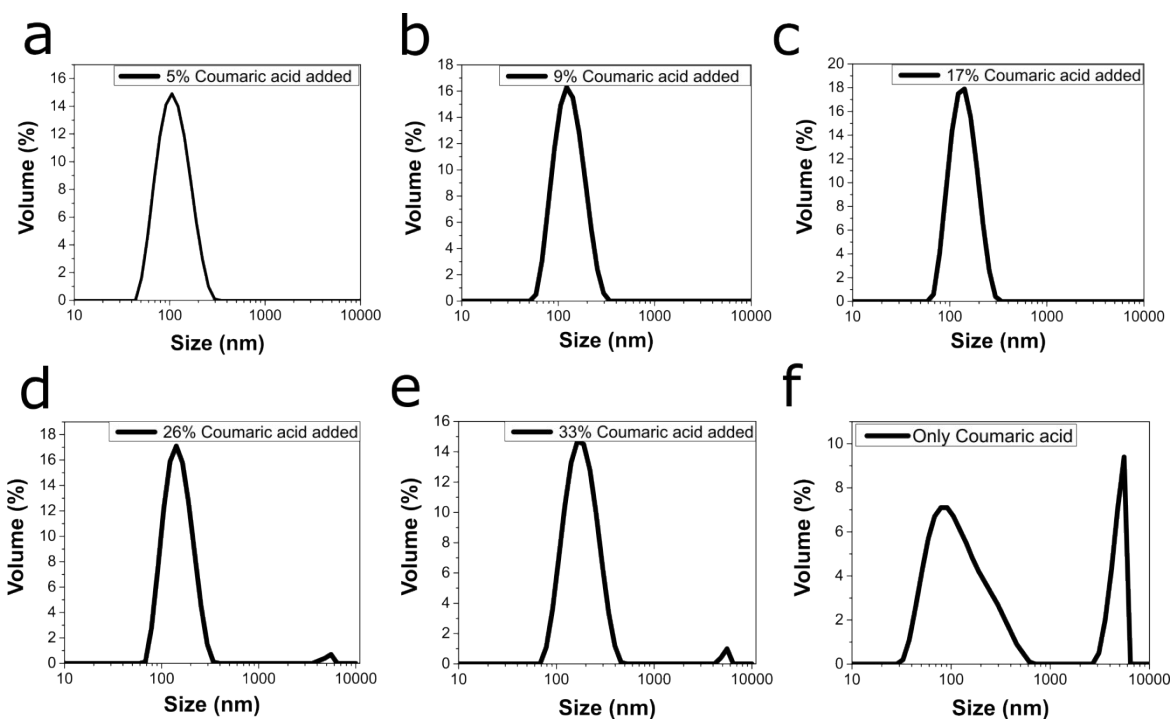 a
5% Coumaric acid added
16
14
12
10
8
6
4
2
0
Volume (%)
10 100 1000 10000
Size (nm)
b
9% Coumaric acid added
18
16
14
12
10
8
6
4
2
0
Volume (%)
10 100 1000 10000
Size (nm)
c
17% Coumaric acid added
20
18
16
14
12
10
8
6
4
2
0
Volume (%)
10 100 1000 10000
Size (nm)
d
26% Coumaric acid added
18
16
14
12
10
8
6
4
2
0
Volume (%)
10 100 1000 10000
Size (nm)
e
33% Coumaric acid added
16
14
12
10
8
6
4
2
0
Volume (%)
10 100 1000 10000
Size (nm)
f
Only Coumaric acid
10
8
6
4
2
0
Volume (%)
10 100 1000 10000
Size (nm)